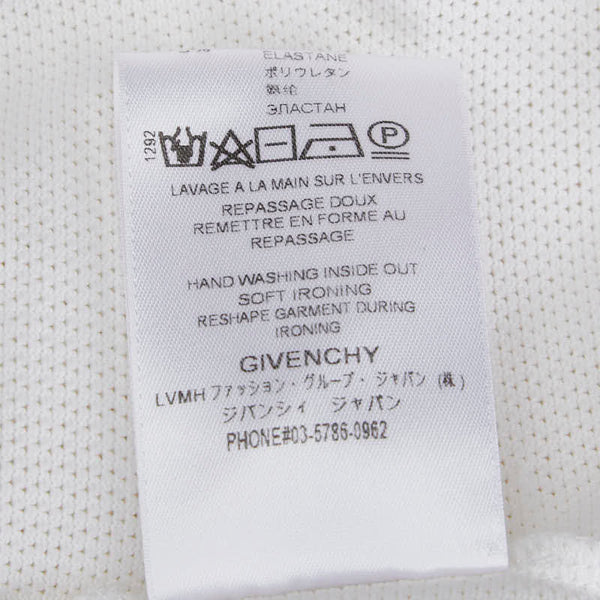 ELASTANE
ポリウレタン
氨纶
ЭЛАСТАН
1292
P
LAVAGE A LA MAIN SUR L'ENVERS
REPASSAGE DOUX
REMETTRE EN FORME AU
REPASSAGE
HAND WASHING INSIDE OUT
SOFT IRONING
RESHAPE GARMENT DURING
IRONING
GIVENCHY
LVMH ファッション・グループ・ジャパン (株)
ジバンシィ ジャパン
PHONE#03-5786-0962